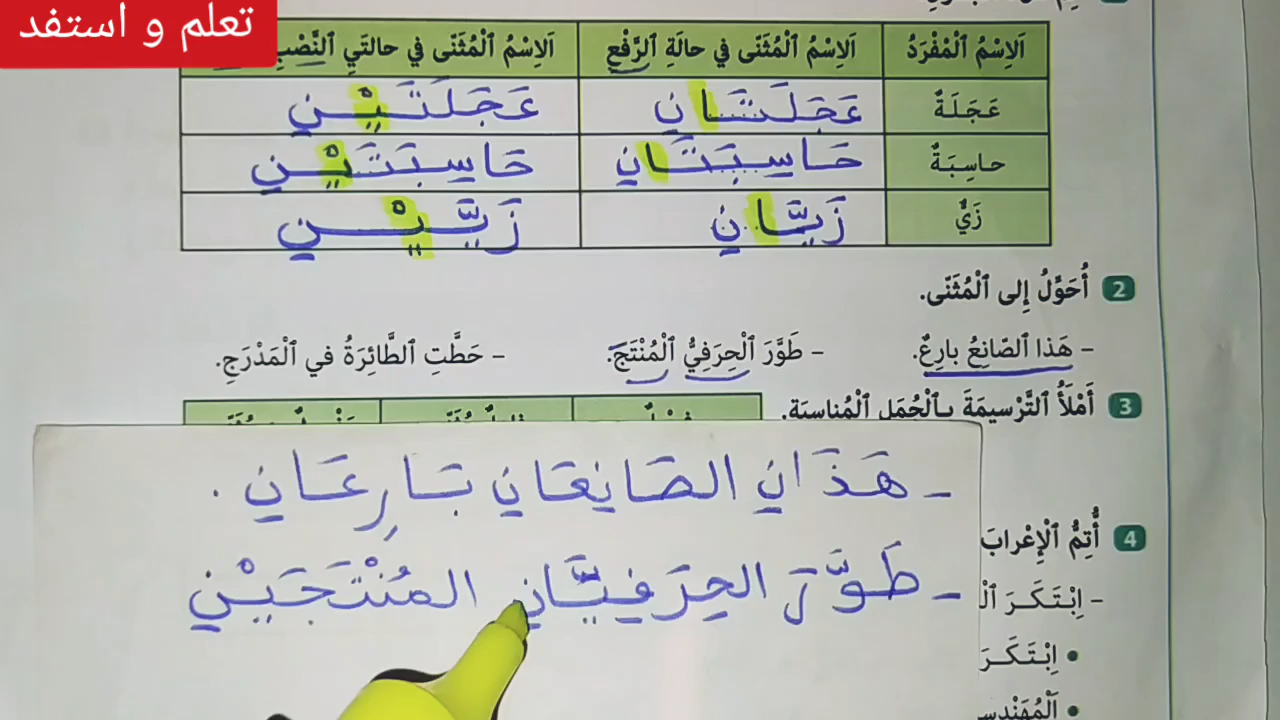 تعلم و استفد
اَلِاسْمُ ٱلْمُفْرَدُ اَلِاسْمُ ٱلْمُثَنّى في حالَةِ ٱلرَّفْعِ اَلِاسْمُ ٱلْمُثَنّى في حالَتَيِ ٱلنَّصْبِ
عَجَلَةٌ عَجَلَتَانِ عَجَلَتَيْنِ
حاسِبَةٌ حَاسِبَتَانِ حَاسِبَتَيْنِ
زَيٌّ زَيَّانِ زَيَّيْنِ
2 أُحَوِّلُ إِلى ٱلْمُثَنّى.
– هَذا ٱلصّانِعُ بارِعٌ. – طَوَّرَ ٱلْحِرَفِيُّ ٱلْمُنْتَجَ. – حَطَّتِ ٱلطّائِرَةُ في ٱلْمَدْرَجِ.
3 أَمْلَأُ ٱلتَّرْسيمَةَ بِٱلْجُمَلِ ٱلْمُناسِبَةِ.
– هَذَانِ الصَانِعَانِ بَارِعَانِ .
– طَوَّرَ الحِرَفِيَّانِ المُنْتَجَيْنِ
4 أُتِمُّ ٱلْإِعْرابَ
– اِبْتَكَرَ
• اِبْتَكَرَ